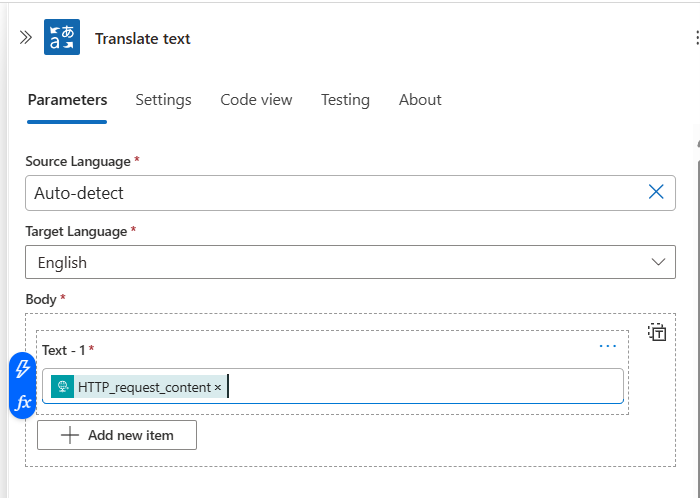 Translate text
Parameters Settings Code view Testing About
Source Language *
Auto-detect
Target Language *
English
Body *
Text - 1 *
HTTP_request_content ×
fx
Add new item